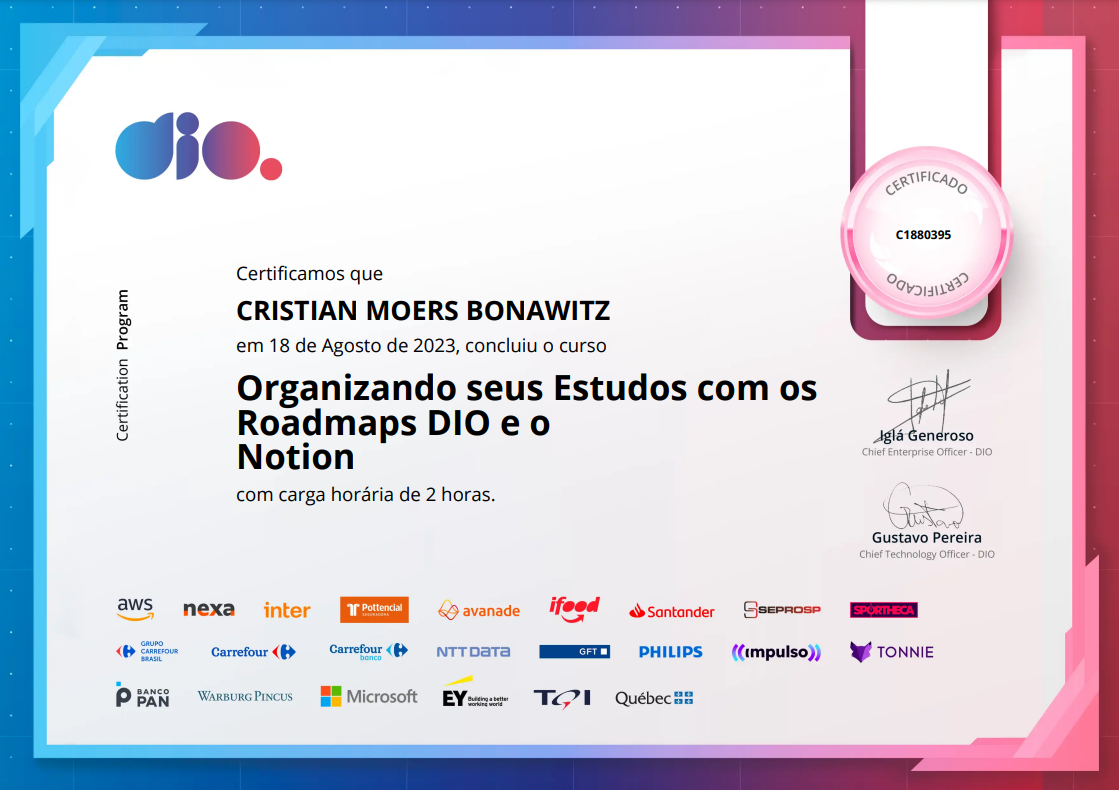 dio.
CERTIFICADO
C1880395
CERTIFICADO
Certification Program
Certificamos que
CRISTIAN MOERS BONAWITZ
em 18 de Agosto de 2023, concluiu o curso
Organizando seus Estudos com os
Roadmaps DIO e o
Notion
com carga horária de 2 horas.
Iglá Generoso
Chief Enterprise Officer - DIO
Gustavo Pereira
Chief Technology Officer - DIO
aws nexa inter Pottencial SEGURADORA avanade ifood Santander SEPROSP SPORTHECA
GRUPO CARREFOUR BRASIL Carrefour Carrefour banco NTT DATA GFT PHILIPS impulso TONNIE
BANCO PAN WARBURG PINCUS Microsoft EY Building a better working world TQI Québec